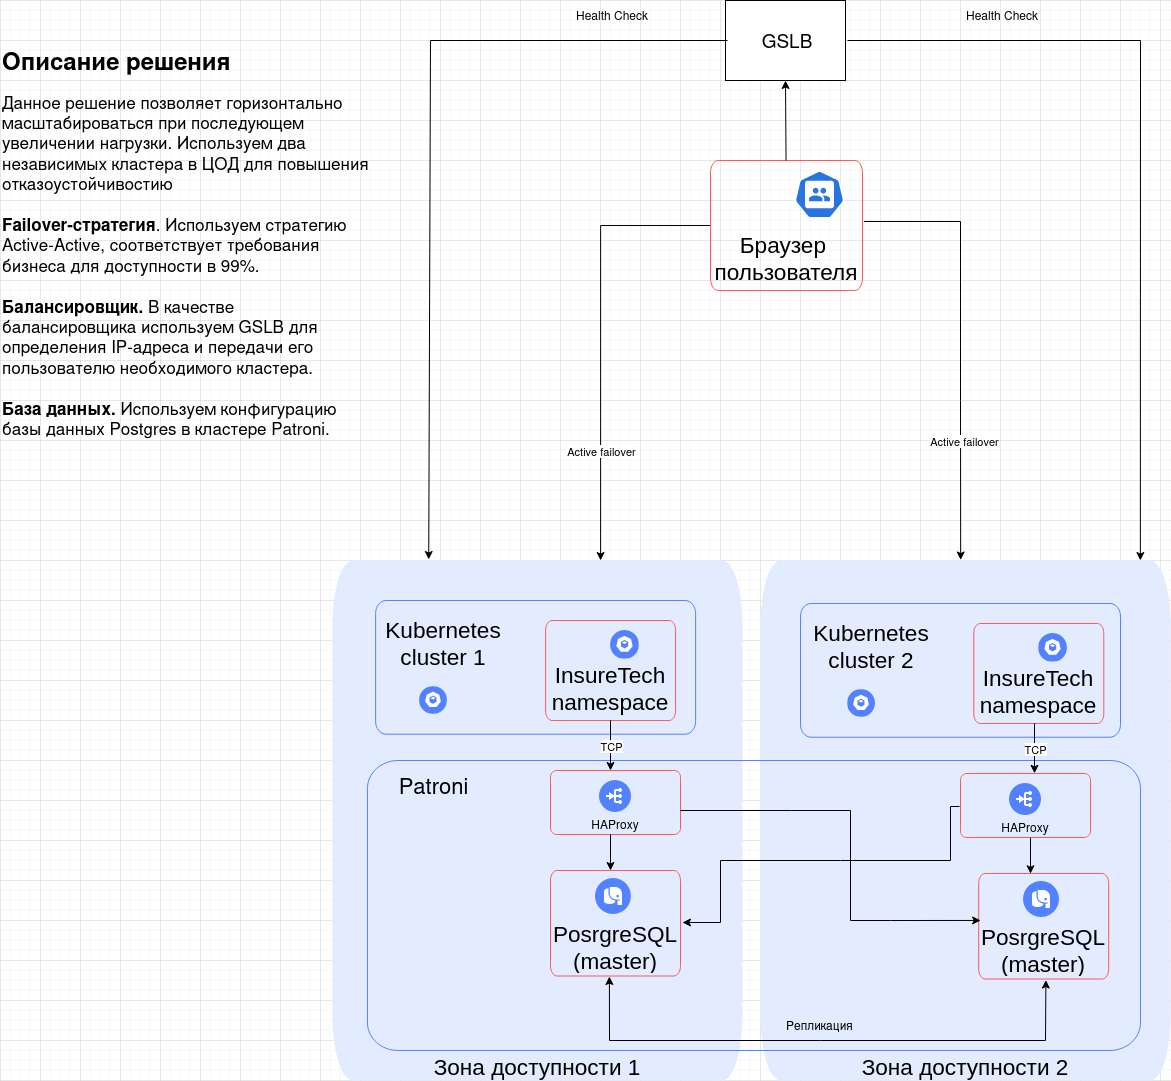 Health Check
Health Check
GSLB
Описание решения
Данное решение позволяет горизонтально
масштабироваться при последующем
увеличении нагрузки. Используем два
независимых кластера в ЦОД для повышения
отказоустойчивостию
Failover-стратегия. Используем стратегию
Active-Active, соответствует требования
бизнеса для доступности в 99%.
Балансировщик. В качестве
балансировщика используем GSLB для
определения IP-адреса и передачи его
пользователю необходимого кластера.
База данных. Используем конфигурацию
базы данных Postgres в кластере Patroni.
Браузер
пользователя
Active failover
Active failover
Kubernetes
cluster 1
InsureTech
namespace
Kubernetes
cluster 2
InsureTech
namespace
TCP
TCP
Patroni
HAProxy
HAProxy
PosrgreSQL
(master)
PosrgreSQL
(master)
Репликация
Зона доступности 1
Зона доступности 2